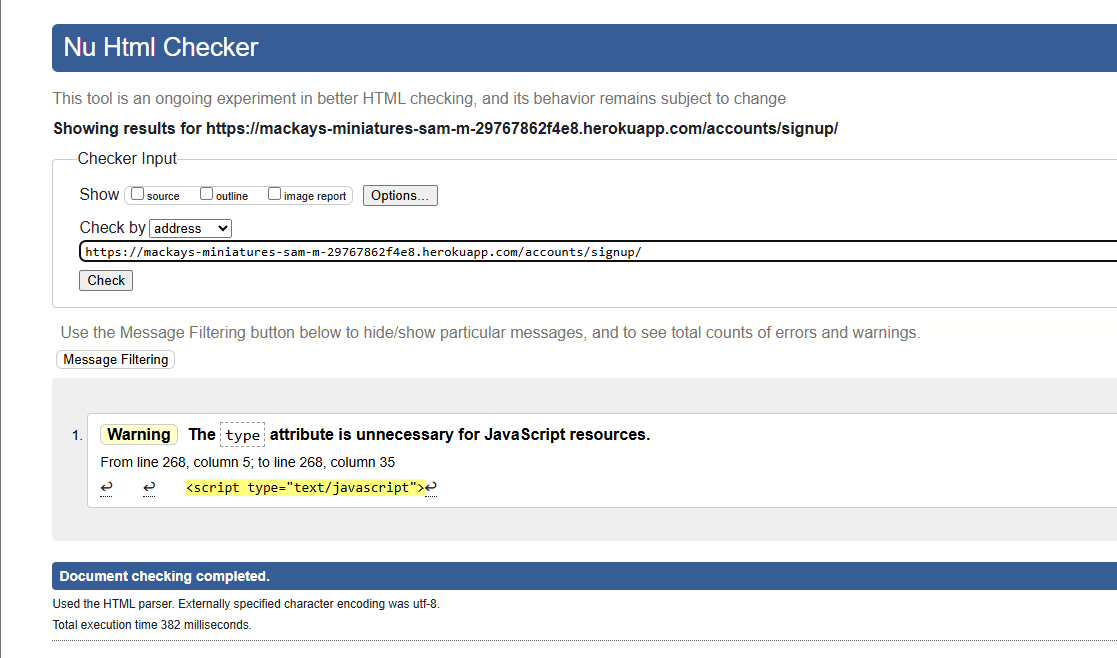 Nu Html Checker
This tool is an ongoing experiment in better HTML checking, and its behavior remains subject to change
Showing results for https://mackays-miniatures-sam-m-29767862f4e8.herokuapp.com/accounts/signup/
Checker Input
Show source outline image report Options...
Check by address
https://mackays-miniatures-sam-m-29767862f4e8.herokuapp.com/accounts/signup/
Check
Use the Message Filtering button below to hide/show particular messages, and to see total counts of errors and warnings.
Message Filtering
1. Warning The type attribute is unnecessary for JavaScript resources.
From line 268, column 5; to line 268, column 35
↩ ↩ <script type="text/javascript">↩
Document checking completed.
Used the HTML parser. Externally specified character encoding was utf-8.
Total execution time 382 milliseconds.